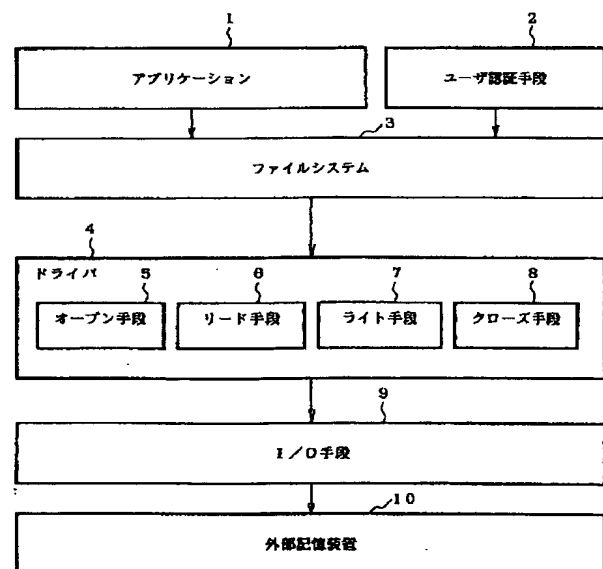 1
2
アプリケーション
ユーザ認証手段
3
ファイルシステム
4
ドライバ
5
6
7
8
オープン手段
リード手段
ライト手段
クローズ手段
9
I/O手段
10
外部記憶装置